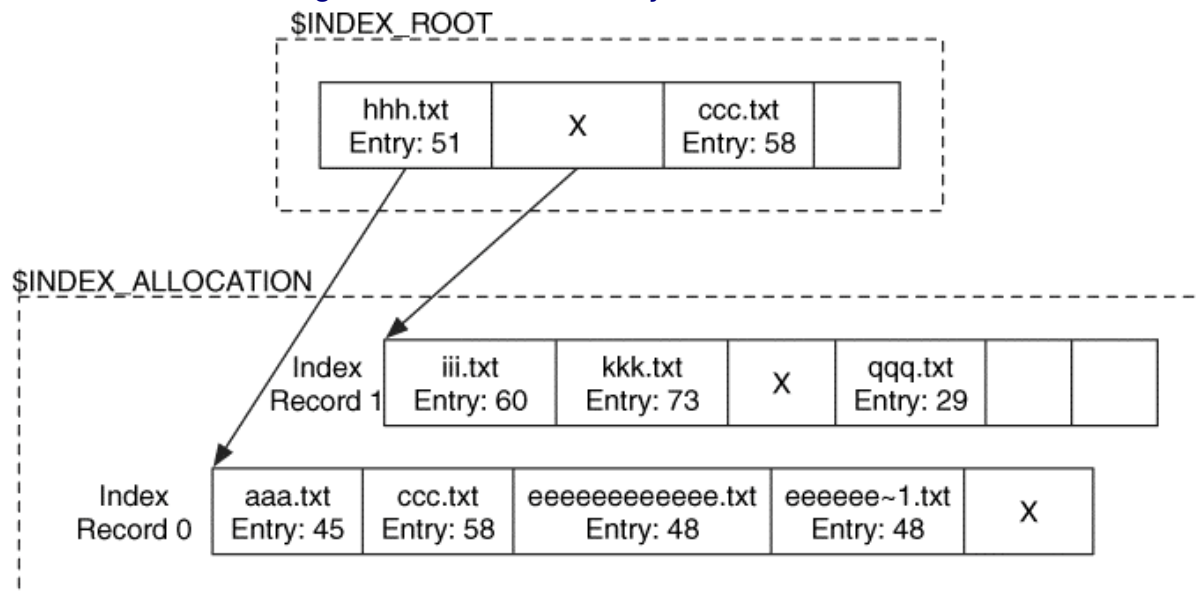 $INDEX_ROOT
hhh.txt
Entry: 51
X
ccc.txt
Entry: 58
$INDEX_ALLOCATION
Index
Record 1
iii.txt
Entry: 60
kkk.txt
Entry: 73
X
qqq.txt
Entry: 29
Index
Record 0
aaa.txt
Entry: 45
ccc.txt
Entry: 58
eeeeeeeeeeee.txt
Entry: 48
eeeeee~1.txt
Entry: 48
X